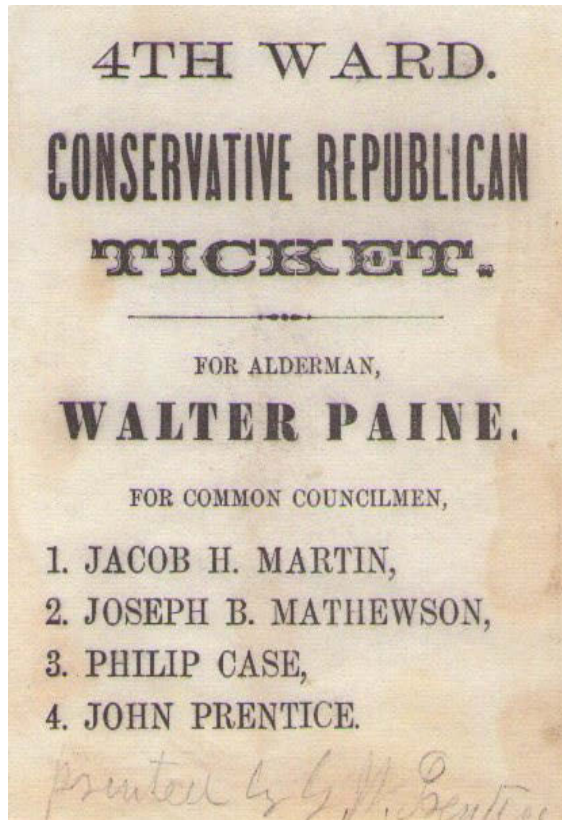 4TH WARD.
CONSERVATIVE REPUBLICAN
TICKET.
FOR ALDERMAN,
WALTER PAINE.
FOR COMMON COUNCILMEN,
1. JACOB H. MARTIN,
2. JOSEPH B. MATHEWSON,
3. PHILIP CASE,
4. JOHN PRENTICE.
printed by G. H. Prentice